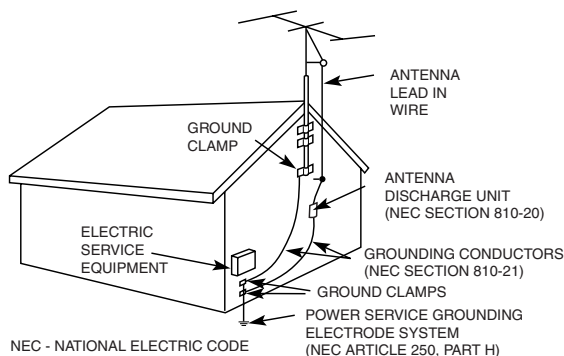 ANTENNA
LEAD IN
WIRE
GROUND
CLAMP
ANTENNA
DISCHARGE UNIT
(NEC SECTION 810-20)
ELECTRIC
SERVICE
EQUIPMENT
GROUNDING CONDUCTORS
(NEC SECTION 810-21)
GROUND CLAMPS
POWER SERVICE GROUNDING
ELECTRODE SYSTEM
(NEC ARTICLE 250, PART H)
NEC - NATIONAL ELECTRIC CODE